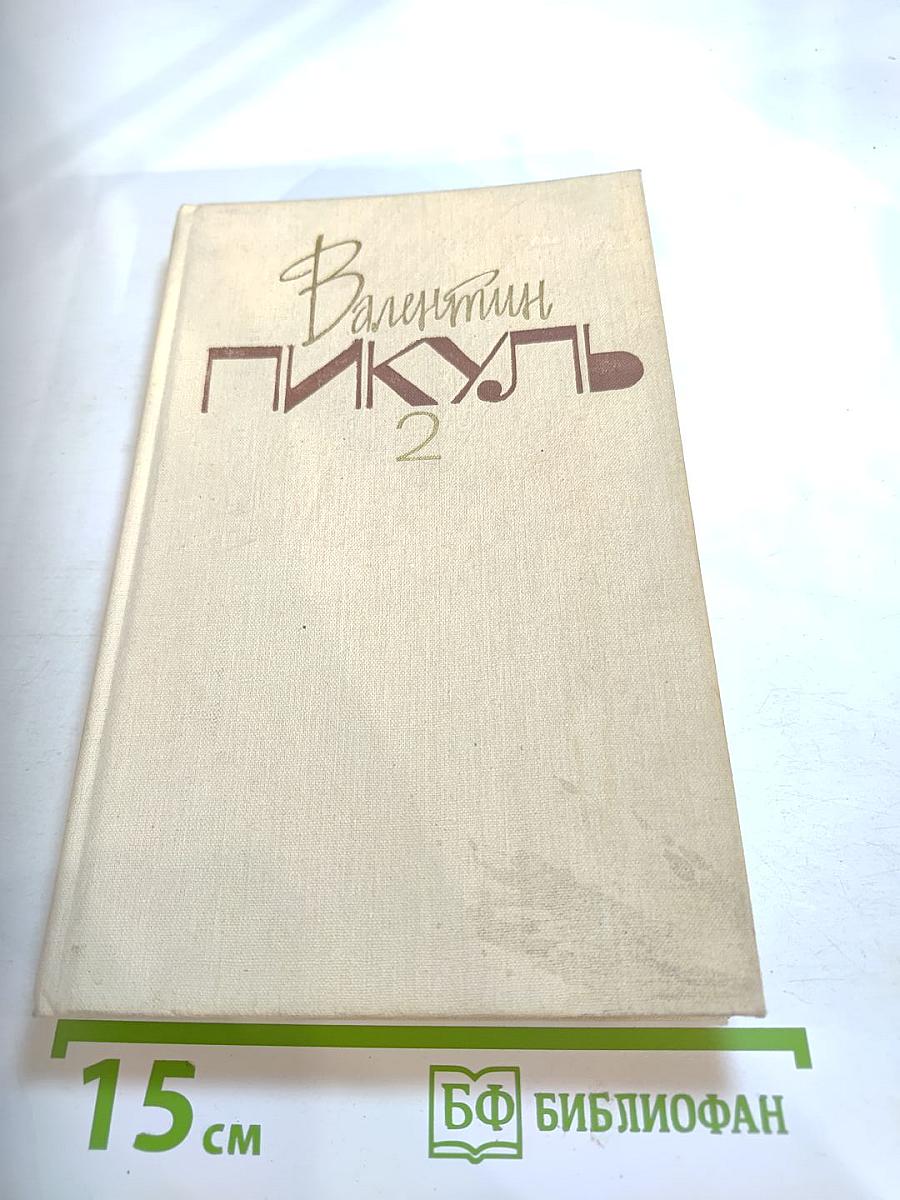 Валентин
ПИКУЛЬ
2
15 см
БФ БИБЛИОФАН